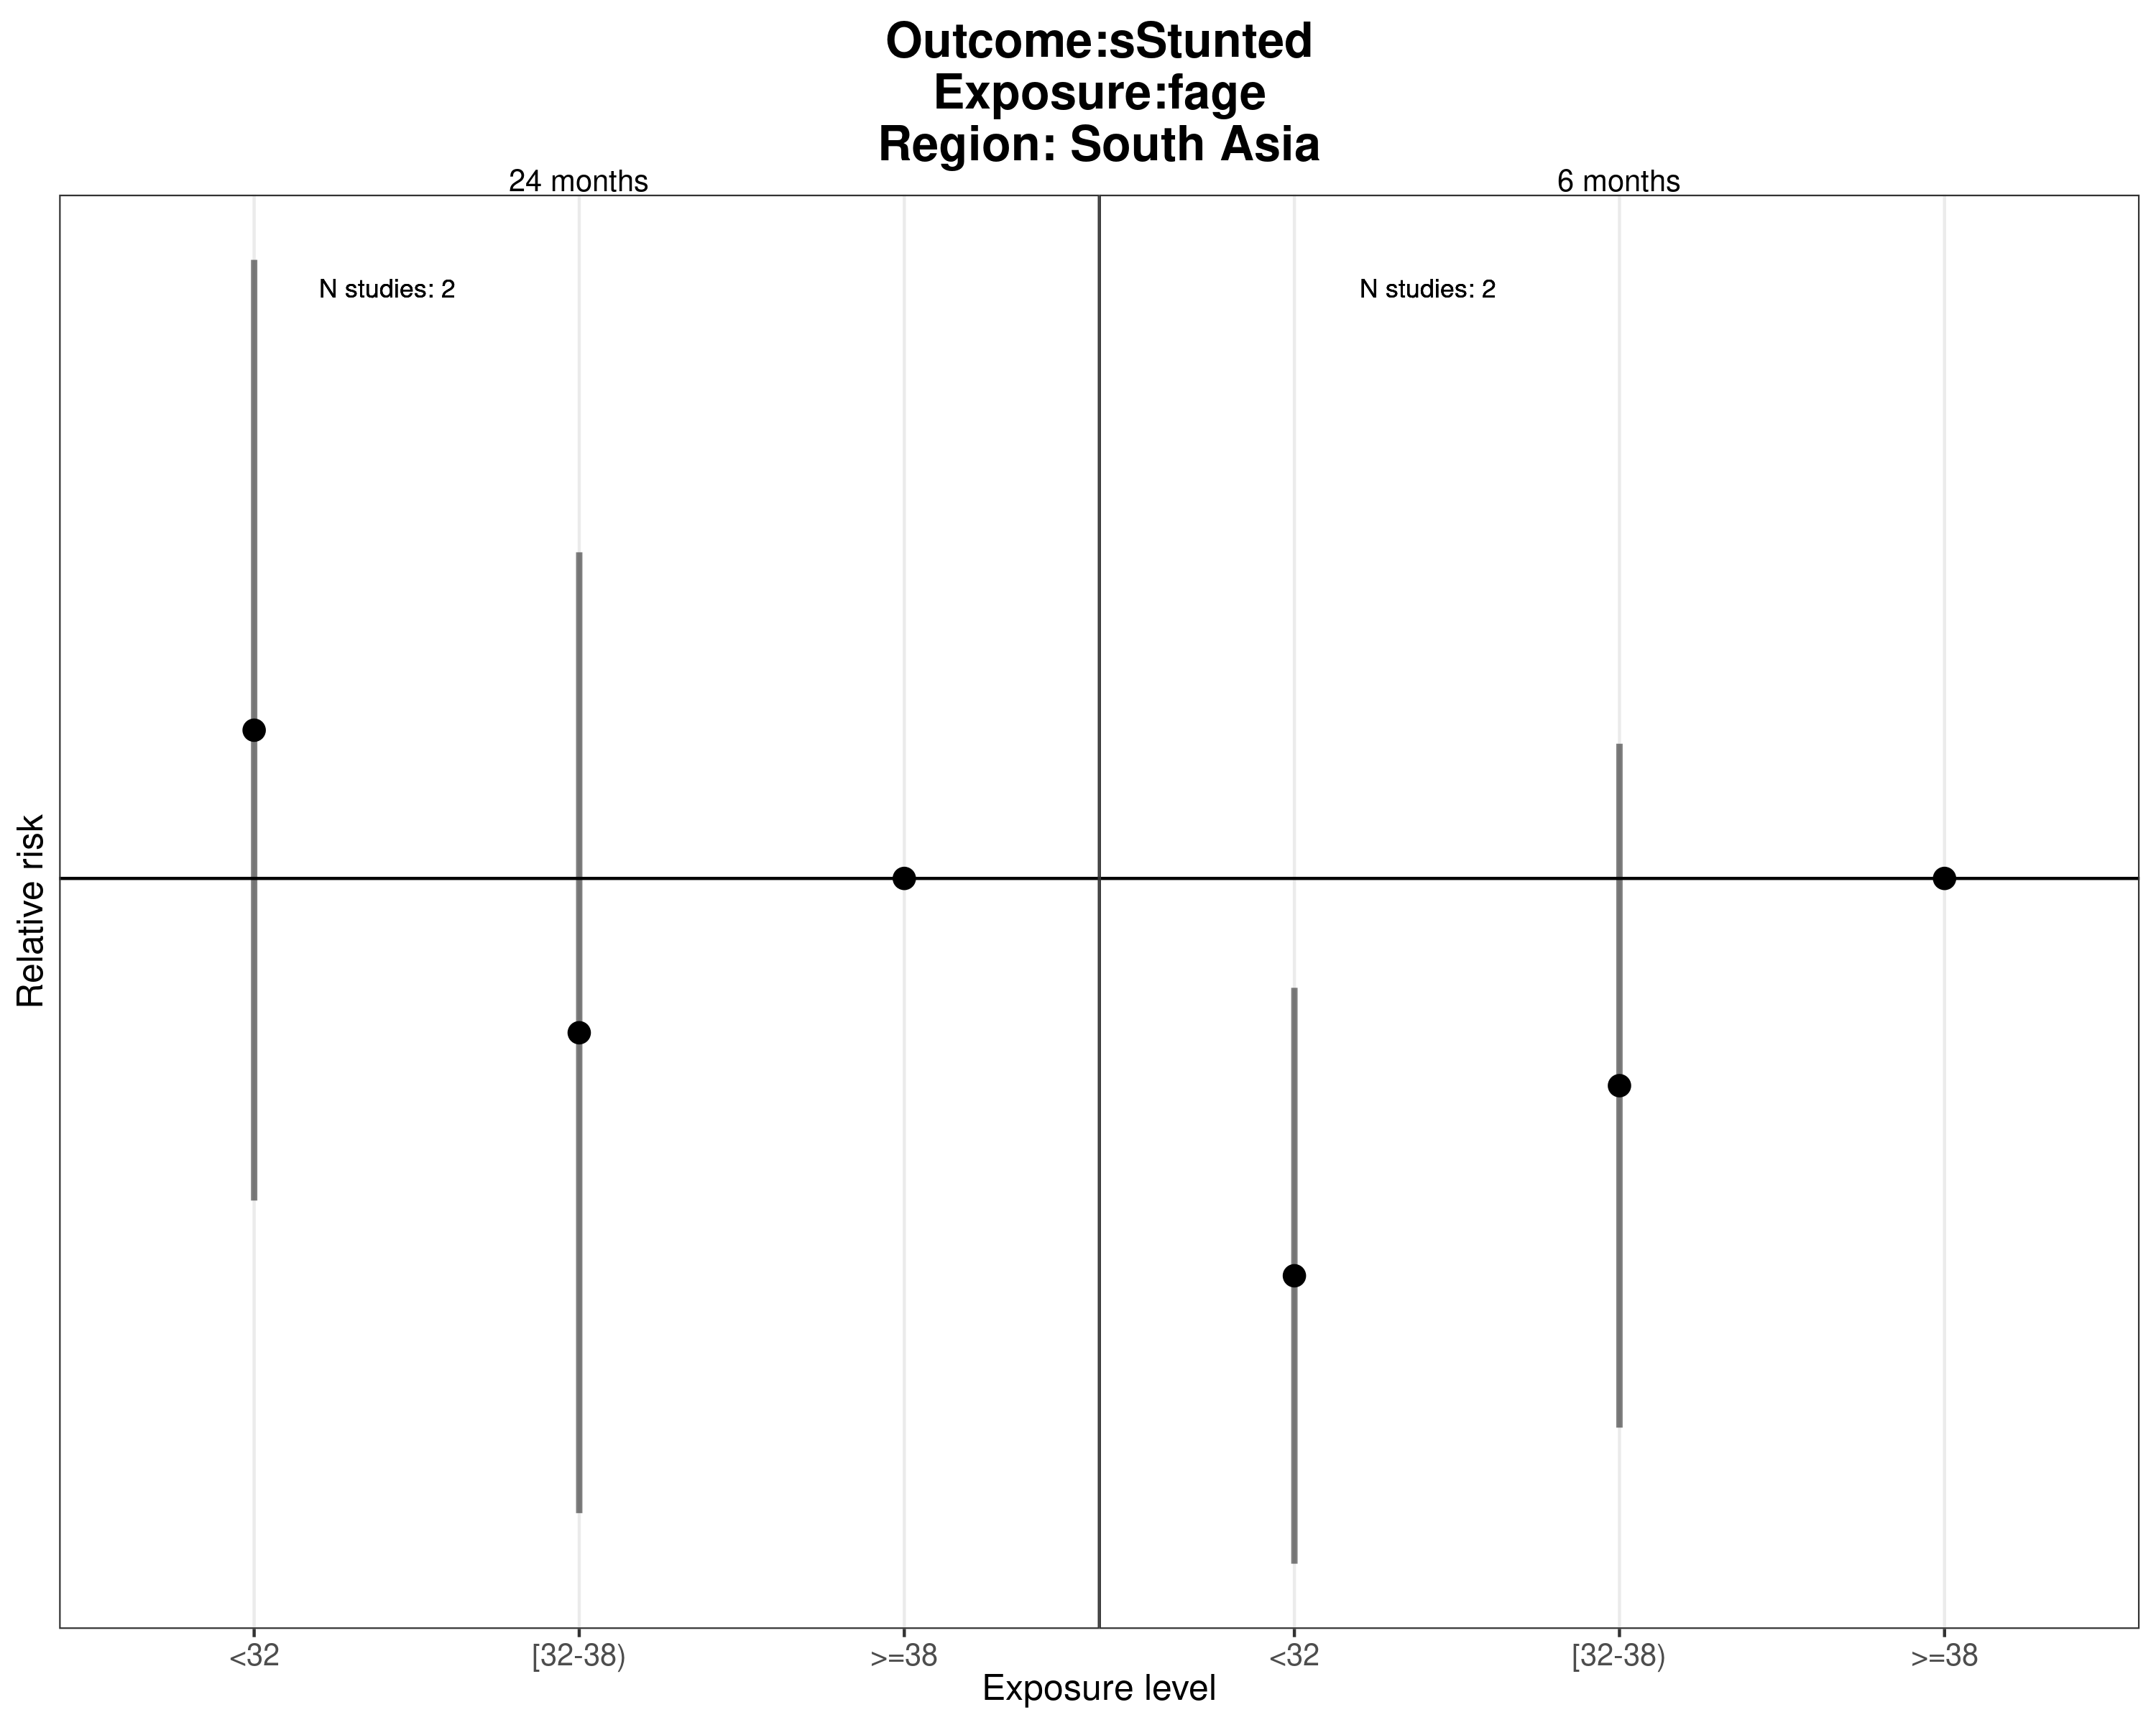 Outcome:sStunted
Exposure:fage
Region: South Asia
24 months
6 months
N studies: 2
N studies: 2
Relative risk
<32
[32-38)
>=38
<32
[32-38)
>=38
Exposure level